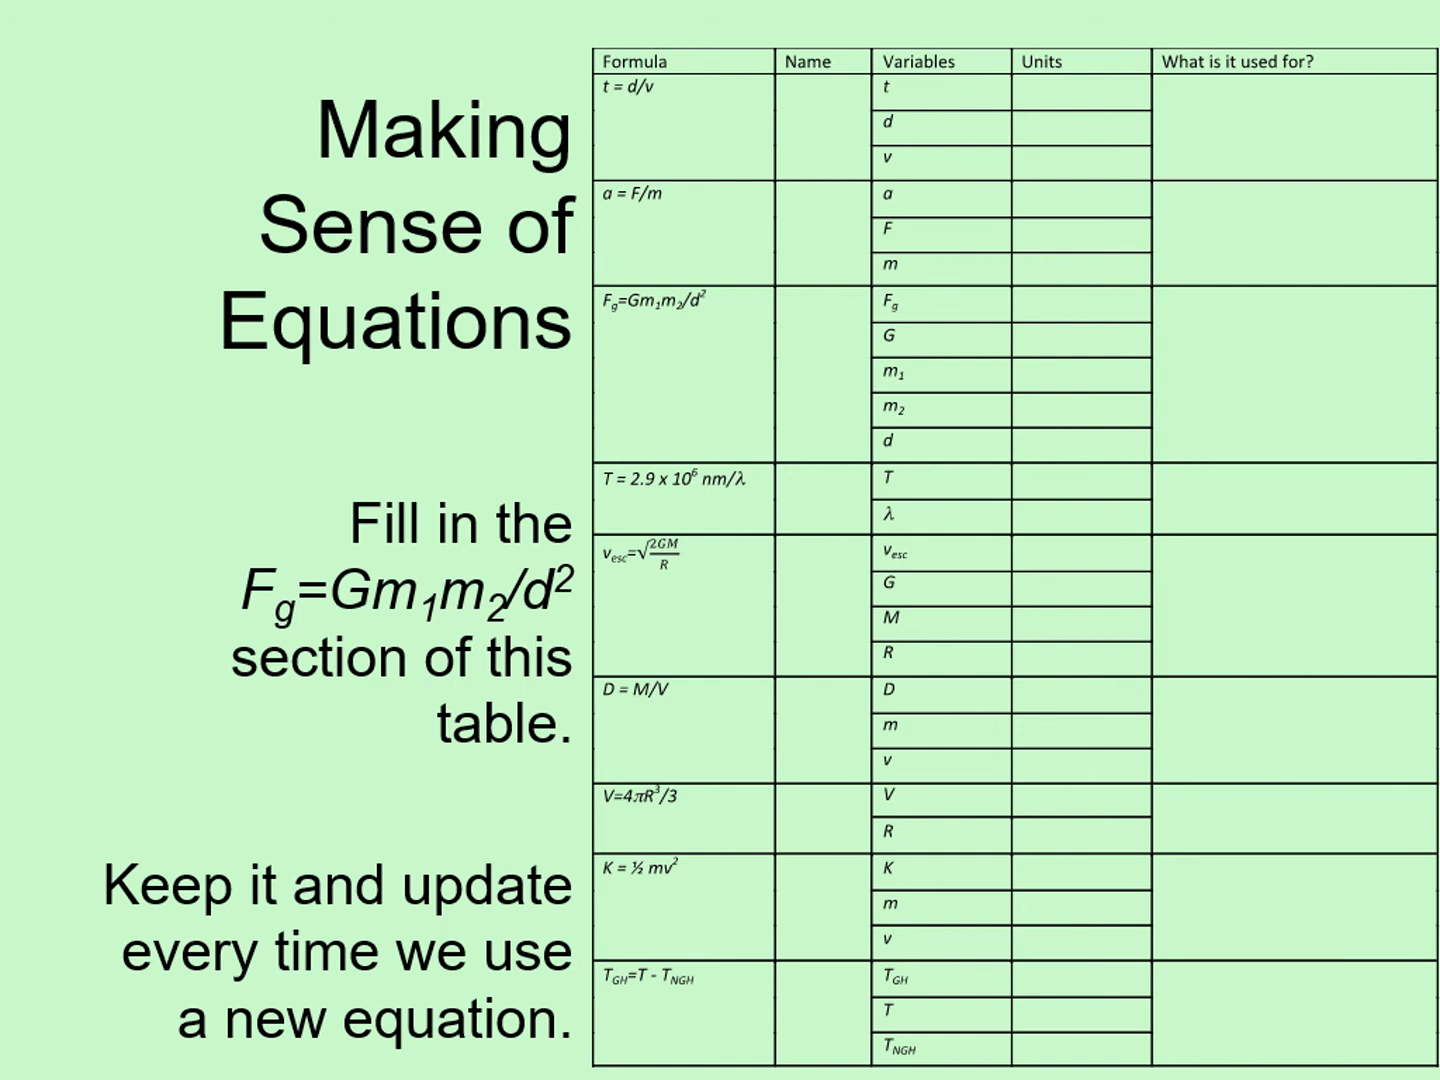 Making
Sense of
Equations
Fill in the
Fg=Gm₁m₂/d²
section of this
table.
Keep it and update
every time we use
a new equation.
Formula Name Variables Units What is it used for?
t = d/v t
d
v
a = F/m a
F
m
Fg=Gm₁m₂/d² Fg
G
m₁
m₂
d
T = 2.9 x 10⁶ nm/λ T
λ
vesc=√2GM/R vesc
G
M
R
D = M/V D
m
v
V=4πR³/3 V
R
K = ½ mv² K
m
v
TGH=T - TNGH TGH
T
TNGH